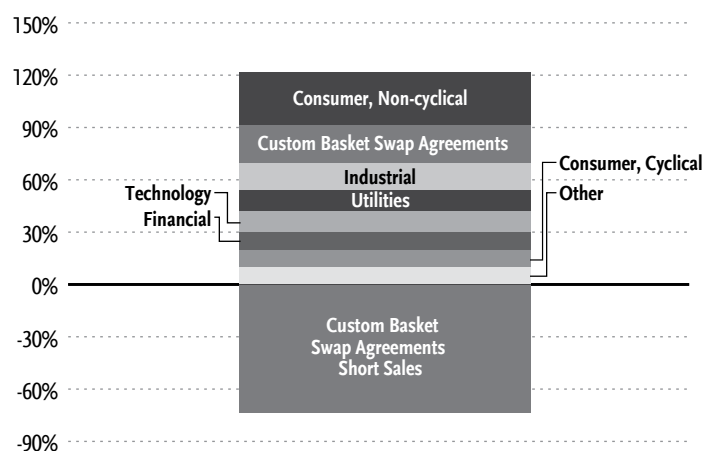 150%
120%
90%
60%
30%
0%
-30%
-60%
-90%
Consumer, Non-cyclical
Custom Basket Swap Agreements
Industrial
Utilities
Technology
Financial
Consumer, Cyclical
Other
Custom Basket
Swap Agreements
Short Sales